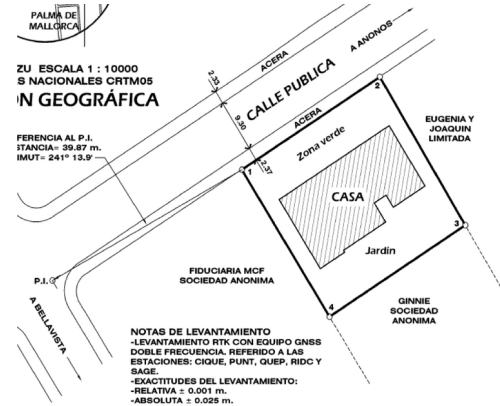 PALMA DE
MALLORCA
ZU ESCALA 1 : 10000
S NACIONALES CRTM05
ÓN GEOGRÁFICA
FERENCIA AL P.I.
STANCIA= 39.87 m.
IMUT= 241º 13.9'
2.33
ACERA
A ANONOS
CALLE PUBLICA
9.30
ACERA
2.37
1
2
Zona verde
EUGENIA Y
JOAQUIN
LIMITADA
CASA
3
Jardín
P.I.
A BELLAVISTA
FIDUCIARIA MCF
SOCIEDAD ANONIMA
4
GINNIE
SOCIEDAD
ANONIMA
NOTAS DE LEVANTAMIENTO
-LEVANTAMIENTO RTK CON EQUIPO GNSS
DOBLE FRECUENCIA. REFERIDO A LAS
ESTACIONES: CIQUE, PUNT, QUEP, RIDC Y
SAGE.
-EXACTITUDES DEL LEVANTAMIENTO:
-RELATIVA ± 0.001 m.
-ABSOLUTA ± 0.025 m.